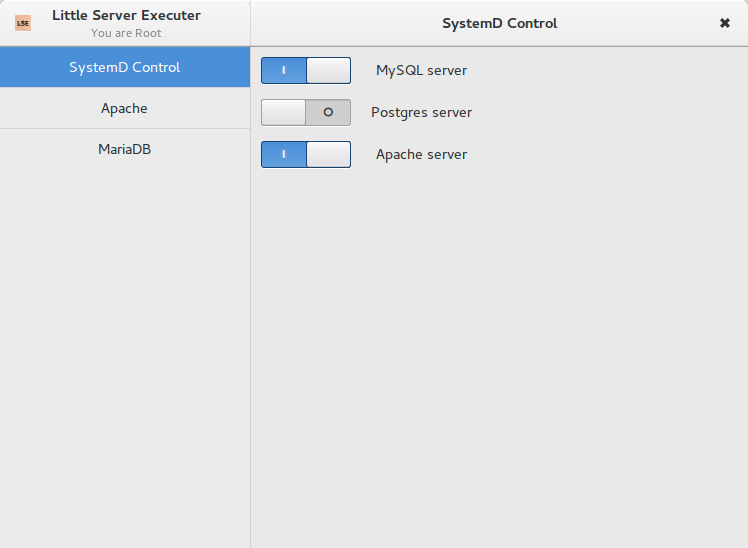 LSE
Little Server Executer
You are Root
SystemD Control
SystemD Control
Apache
MariaDB
MySQL server
Postgres server
Apache server